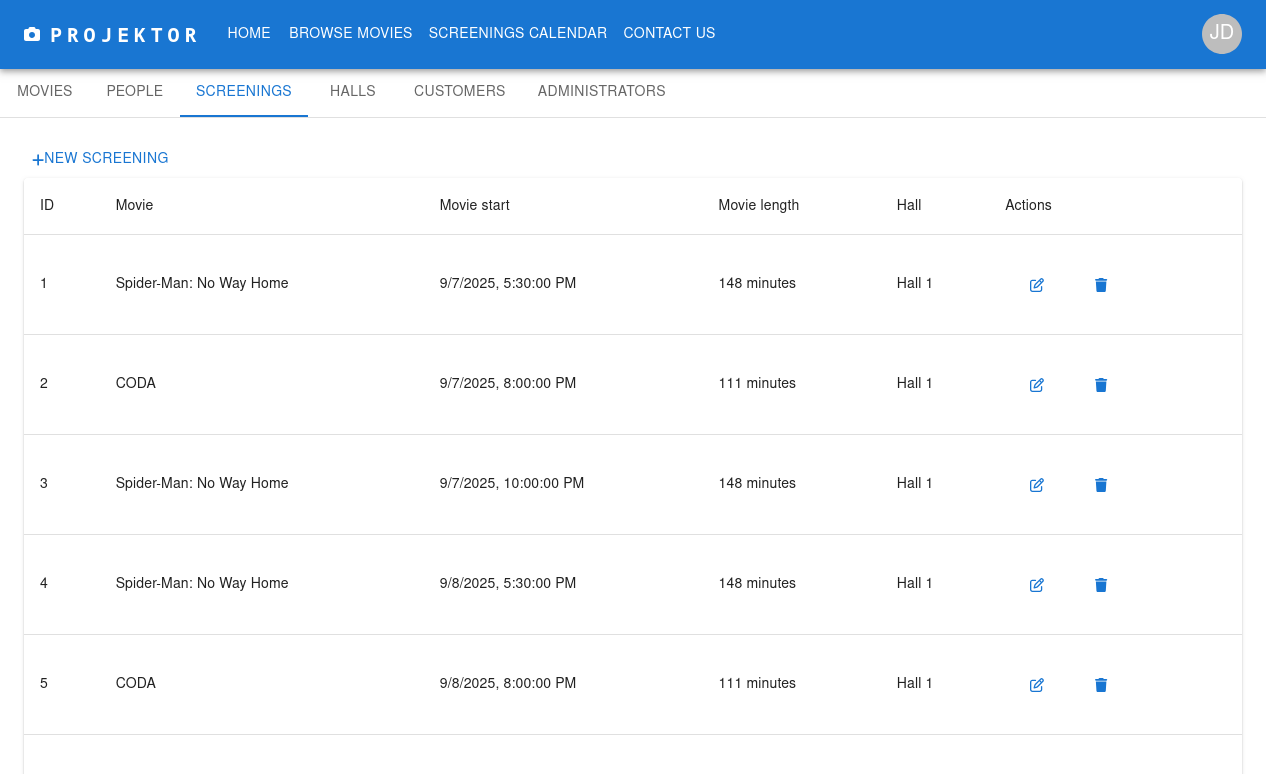 PROJEKTOR HOME BROWSE MOVIES SCREENINGS CALENDAR CONTACT US JD
MOVIES PEOPLE SCREENINGS HALLS CUSTOMERS ADMINISTRATORS
+NEW SCREENING
ID Movie Movie start Movie length Hall Actions
1 Spider-Man: No Way Home 9/7/2025, 5:30:00 PM 148 minutes Hall 1
2 CODA 9/7/2025, 8:00:00 PM 111 minutes Hall 1
3 Spider-Man: No Way Home 9/7/2025, 10:00:00 PM 148 minutes Hall 1
4 Spider-Man: No Way Home 9/8/2025, 5:30:00 PM 148 minutes Hall 1
5 CODA 9/8/2025, 8:00:00 PM 111 minutes Hall 1